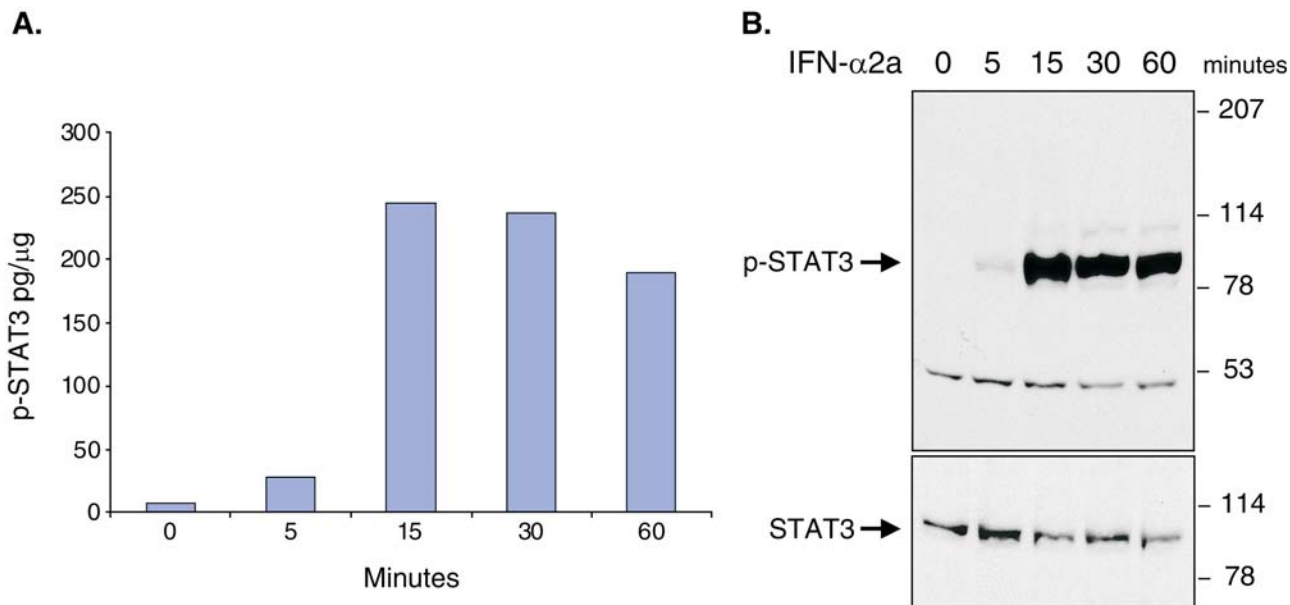 A.
p-STAT3 pg/μg
300
250
200
150
100
50
0
0 5 15 30 60
Minutes
B.
IFN-α2a 0 5 15 30 60 minutes
207
114
p-STAT3
78
53
114
STAT3
78